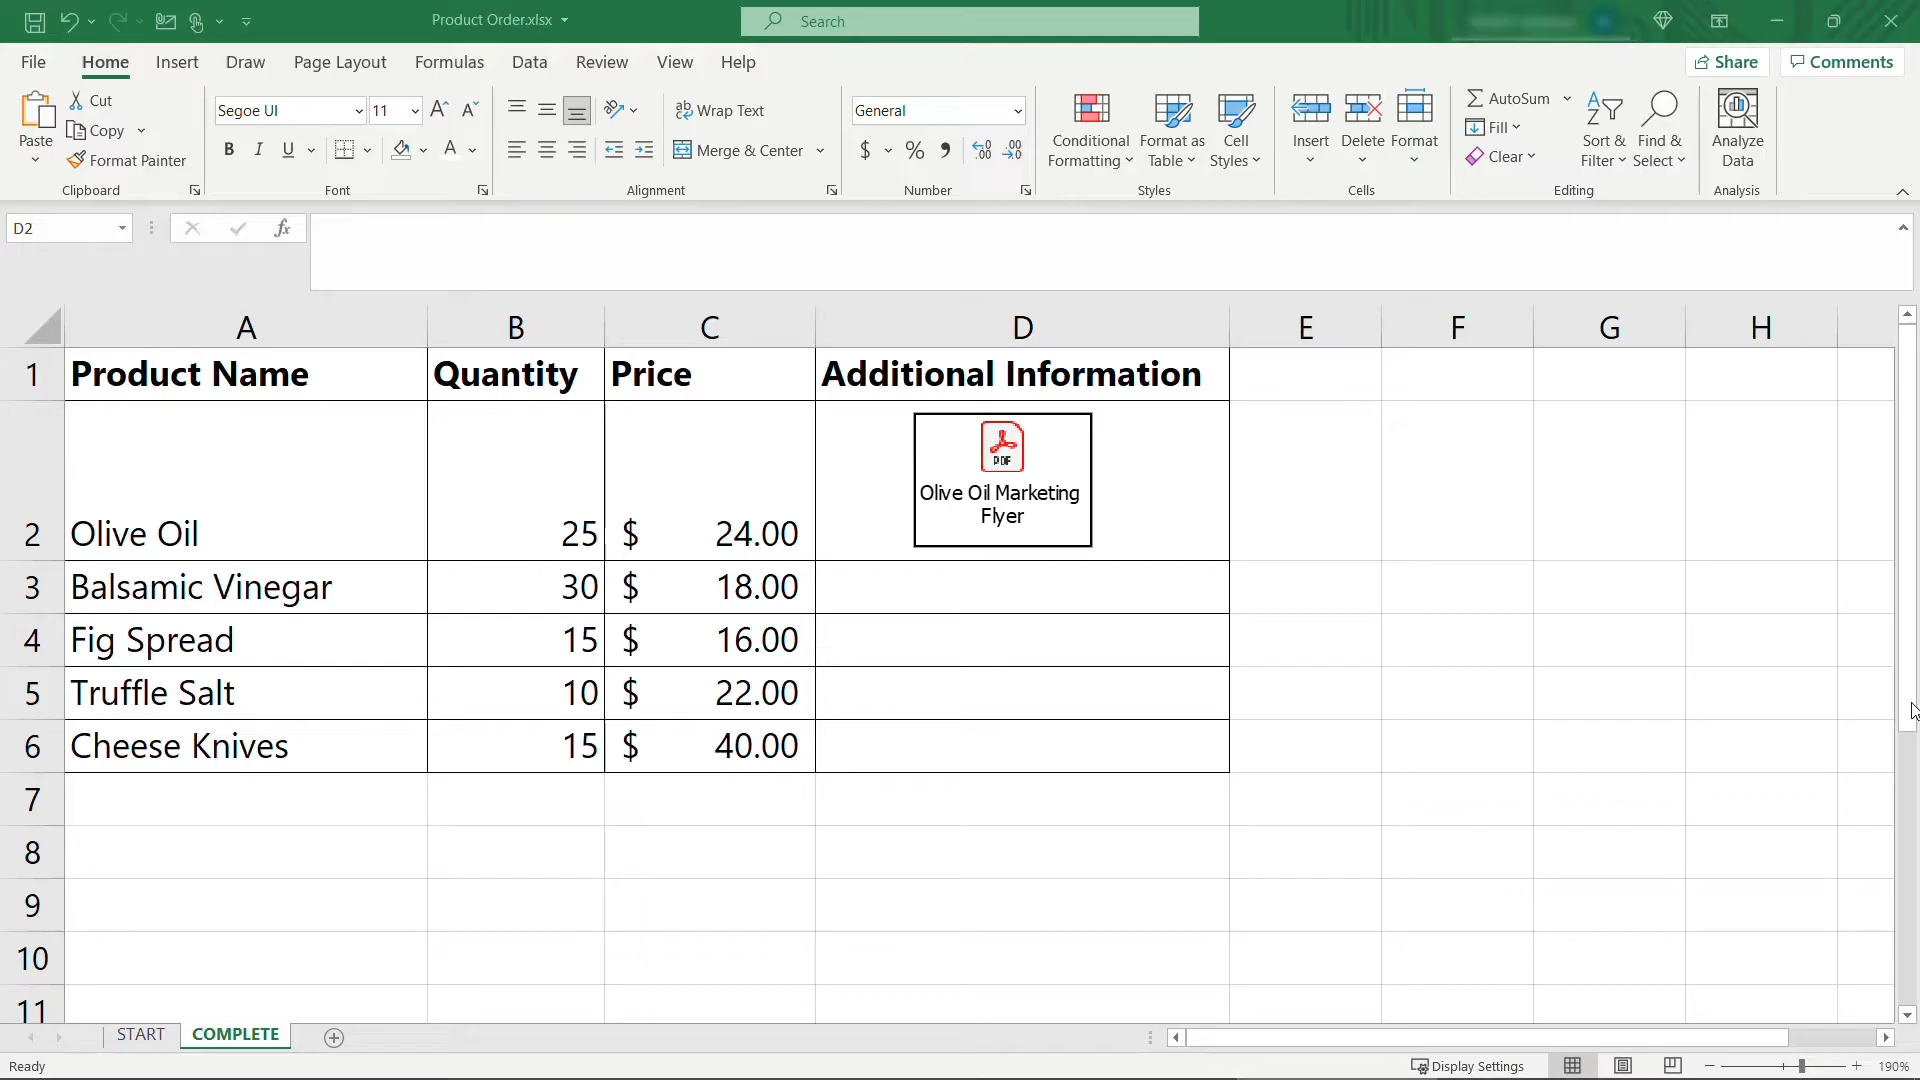 Product Order.xlsx
Search
File Home Insert Draw Page Layout Formulas Data Review View Help
Share Comments
Paste
Cut
Copy
Format Painter
Clipboard
Segoe UI 11 A A
B I U A
Font
ab Wrap Text
Merge & Center
Alignment
General
$ % 9 .00 .00
Number
Conditional Formatting
Format as Table
Cell Styles
Styles
Insert Delete Format
Cells
AutoSum
Fill
Clear
Sort & Filter
Find & Select
Editing
Analyze Data
Analysis
D2 fx
A B C D E F G H
1 Product Name Quantity Price Additional Information
PDF
Olive Oil Marketing
Flyer
2 Olive Oil 25 $ 24.00
3 Balsamic Vinegar 30 $ 18.00
4 Fig Spread 15 $ 16.00
5 Truffle Salt 10 $ 22.00
6 Cheese Knives 15 $ 40.00
7
8
9
10
11
START COMPLETE
Ready Display Settings 190%